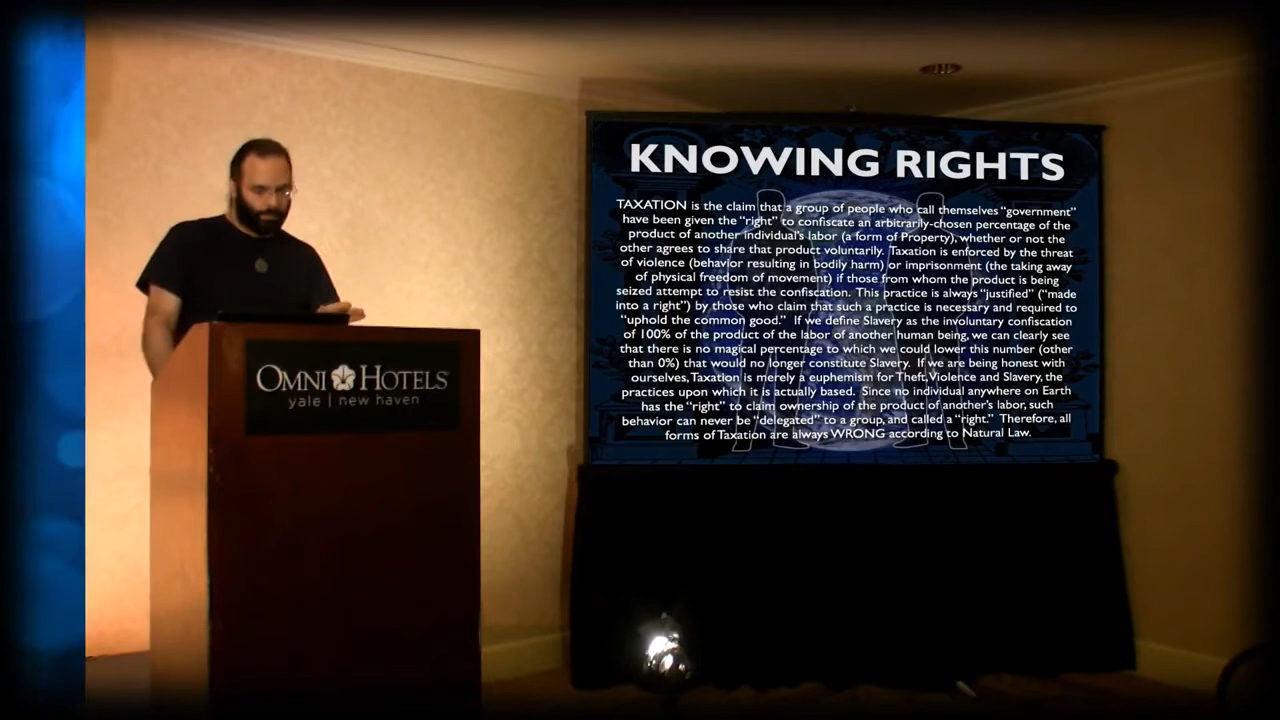 KNOWING RIGHTS
TAXATION is the claim that a group of people who call themselves “government”
have been given the “right” to confiscate an arbitrarily-chosen percentage of the
product of another individual's labor (a form of Property), whether or not the
other agrees to share that product voluntarily. Taxation is enforced by the threat
of violence (behavior resulting in bodily harm) or imprisonment (the taking away
of physical freedom of movement) if those from whom the product is being
seized attempt to resist the confiscation. This practice is always “justified” (“made
into a right”) by those who claim that such a practice is necessary and required to
“uphold the common good.” If we define Slavery as the involuntary confiscation
of 100% of the product of the labor of another human being, we can clearly see
that there is no magical percentage to which we could lower this number (other
than 0%) that would no longer constitute Slavery. If we are being honest with
ourselves, Taxation is merely a euphemism for Theft, Violence and Slavery, the
practices upon which it is actually based. Since no individual anywhere on Earth
has the “right” to claim ownership of the product of another's labor, such
behavior can never be “delegated” to a group, and called a “right.” Therefore, all
forms of Taxation are always WRONG according to Natural Law.
OMNI HOTELS
yale | new haven